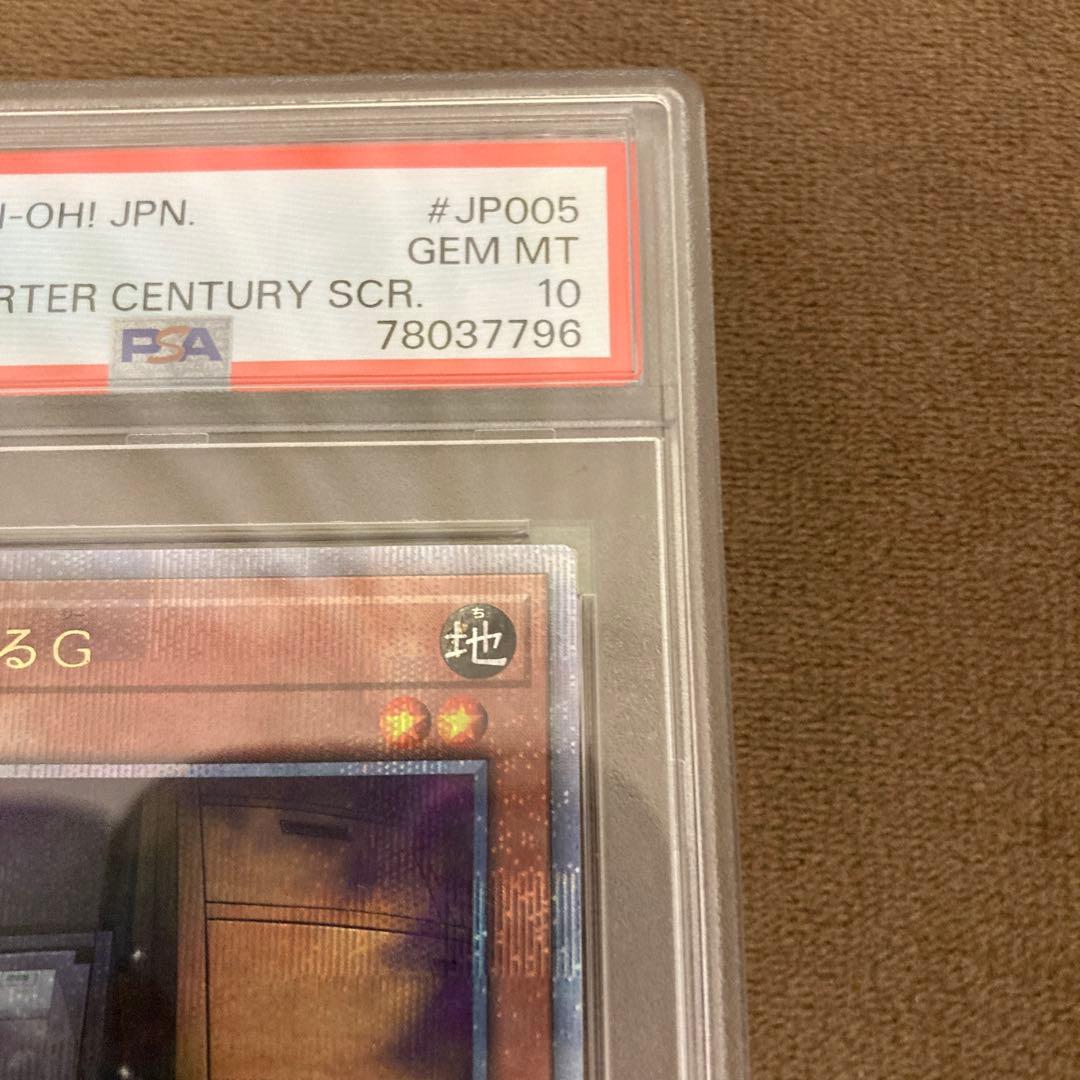 I-OH! JPN. #JP005
GEM MT
RTER CENTURY SCR. 10
PSA 78037796
るG
ち
地